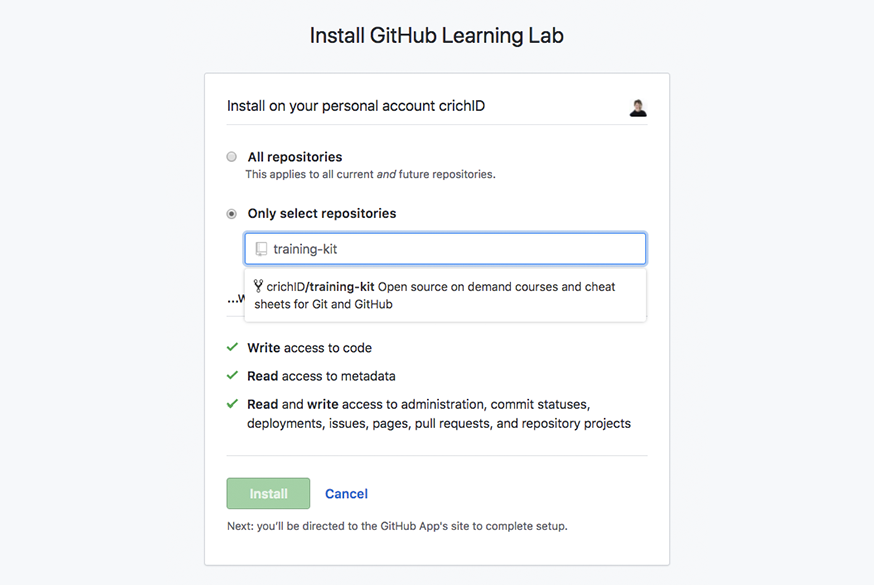 Install GitHub Learning Lab
Install on your personal account crichID
All repositories
This applies to all current and future repositories.
Only select repositories
training-kit
crichID/training-kit Open source on demand courses and cheat
sheets for Git and GitHub
...w
Write access to code
Read access to metadata
Read and write access to administration, commit statuses,
deployments, issues, pages, pull requests, and repository projects
Install Cancel
Next: you'll be directed to the GitHub App's site to complete setup.